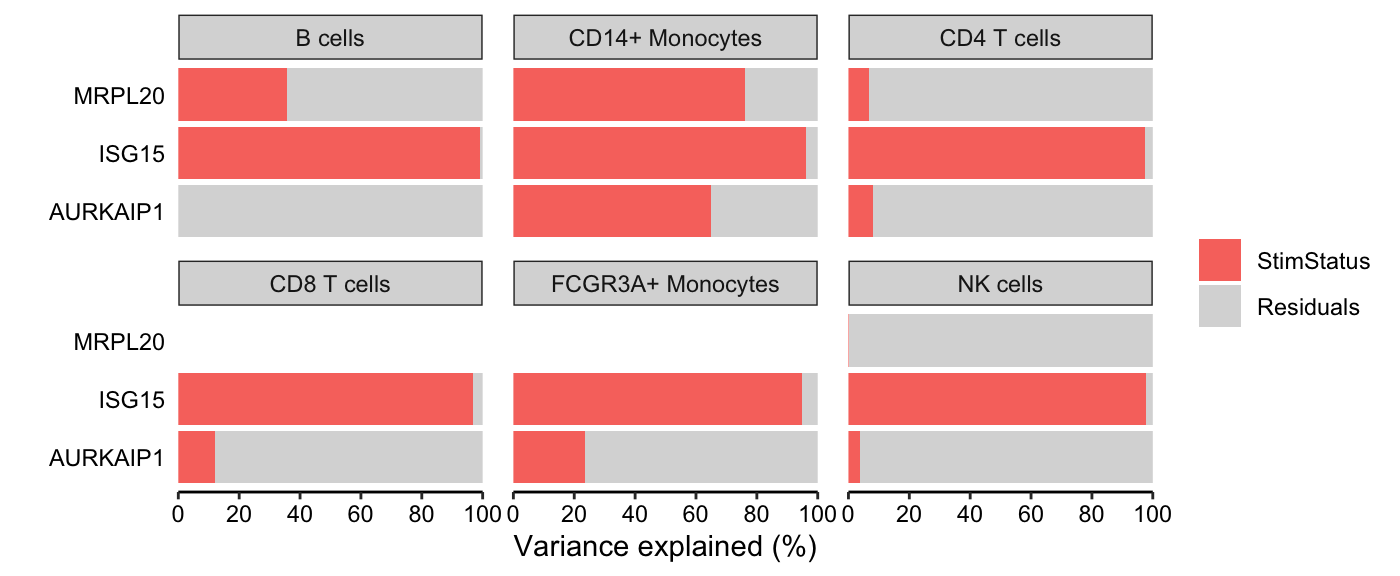 B cells CD14+ Monocytes CD4 T cells
MRPL20
ISG15
AURKAIP1
StimStatus
Residuals
CD8 T cells FCGR3A+ Monocytes NK cells
MRPL20
ISG15
AURKAIP1
0 20 40 60 80 100 0 20 40 60 80 100 0 20 40 60 80 100
Variance explained (%)